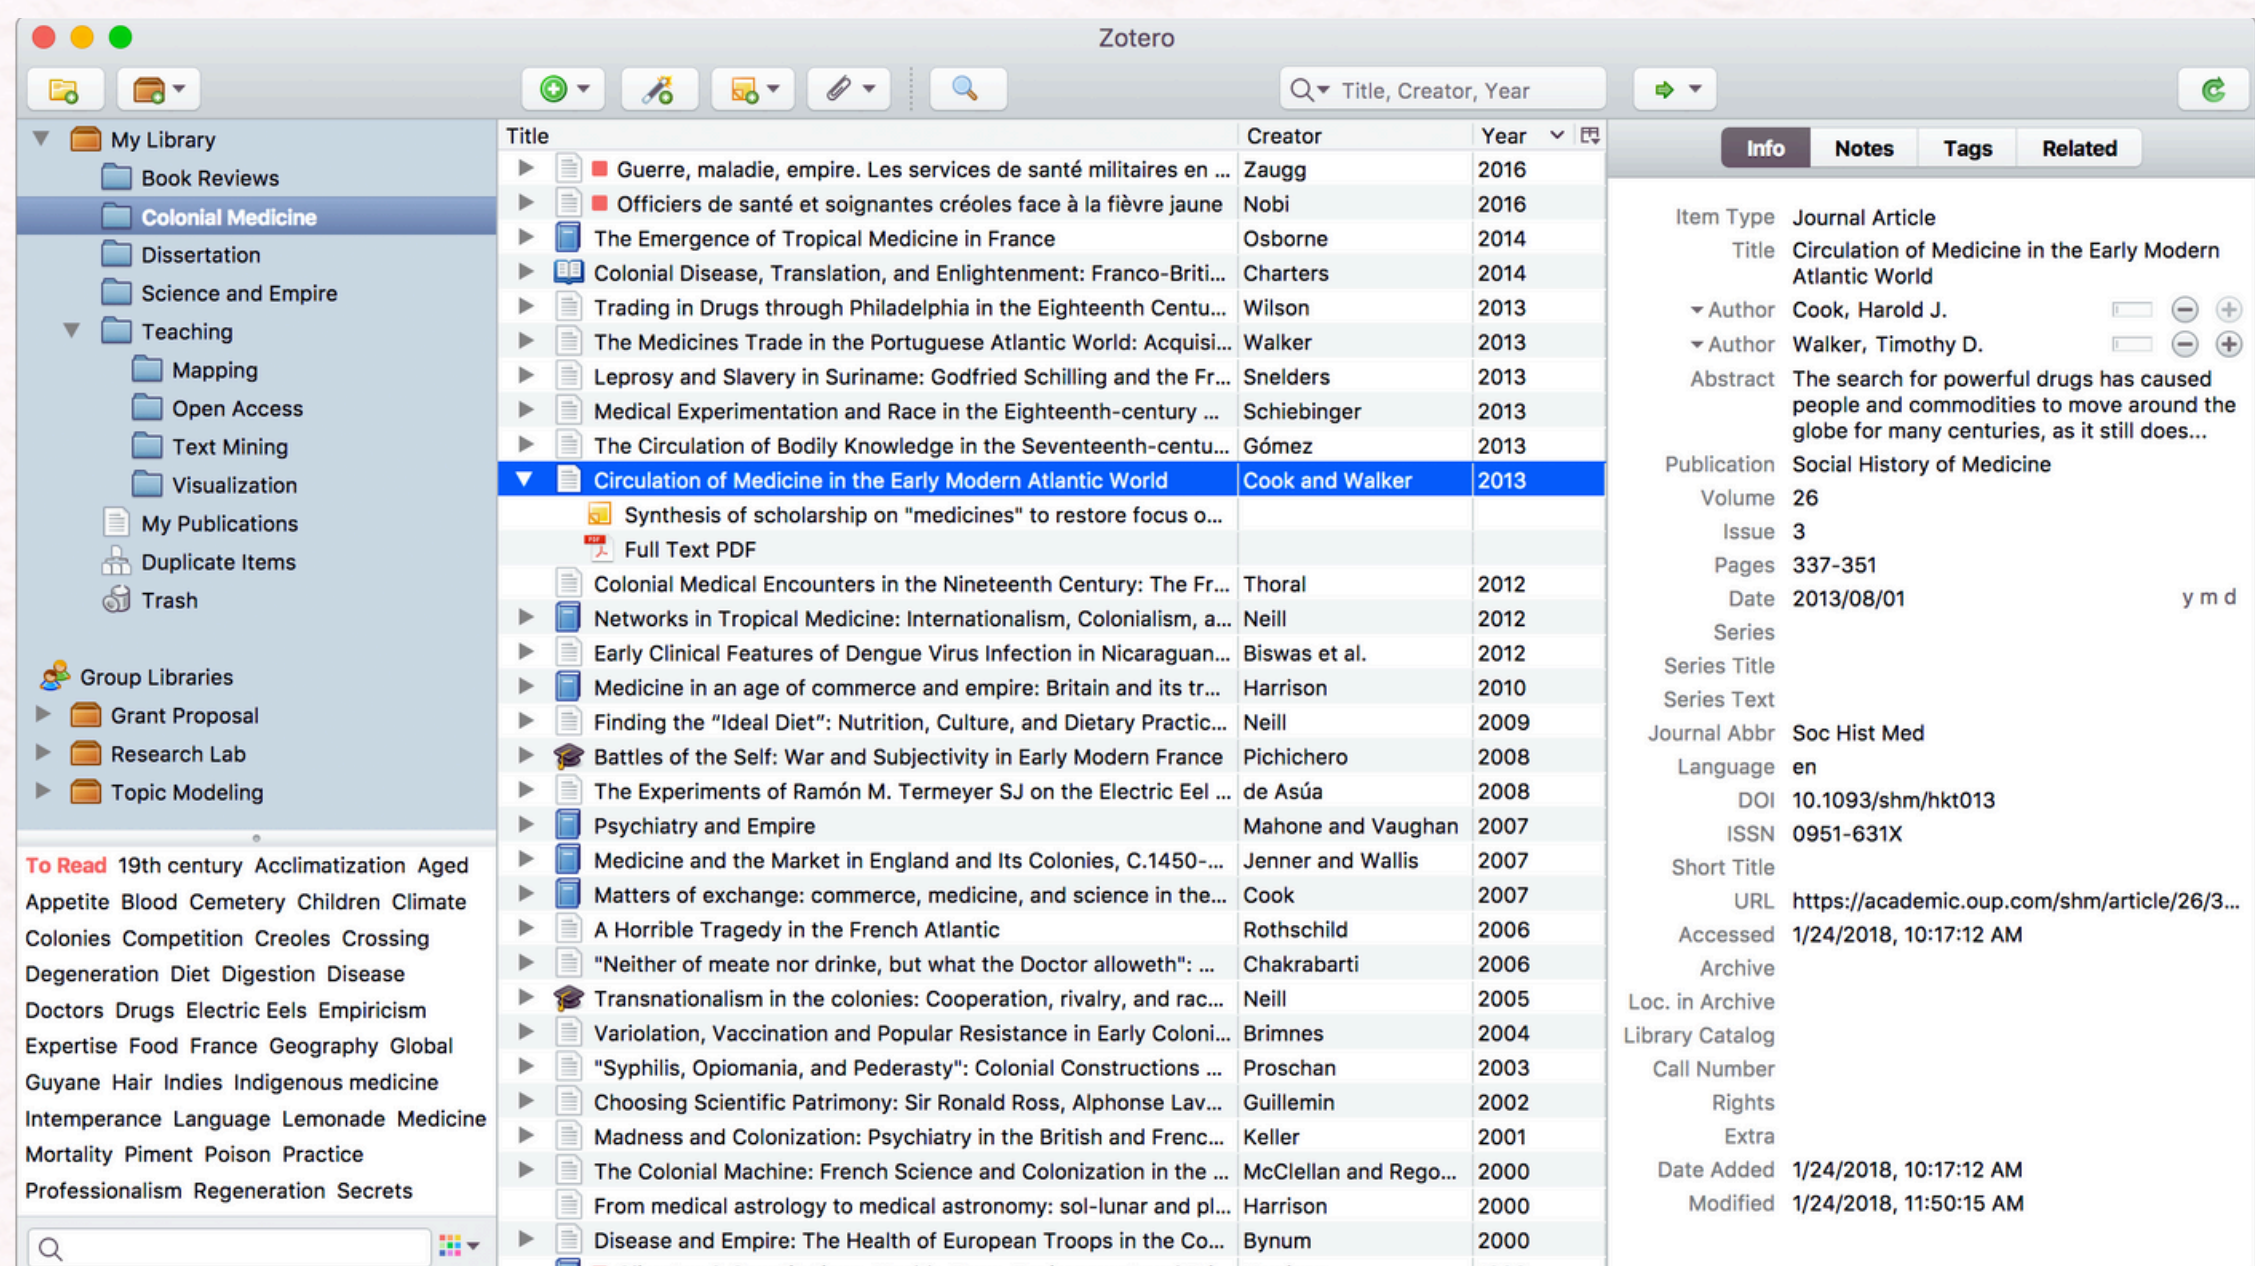 Zotero
Title, Creator, Year
My Library
Book Reviews
Colonial Medicine
Dissertation
Science and Empire
Teaching
Mapping
Open Access
Text Mining
Visualization
My Publications
Duplicate Items
Trash
Group Libraries
Grant Proposal
Research Lab
Topic Modeling
To Read 19th century Acclimatization Aged
Appetite Blood Cemetery Children Climate
Colonies Competition Creoles Crossing
Degeneration Diet Digestion Disease
Doctors Drugs Electric Eels Empiricism
Expertise Food France Geography Global
Guyane Hair Indies Indigenous medicine
Intemperance Language Lemonade Medicine
Mortality Piment Poison Practice
Professionalism Regeneration Secrets
Title Creator Year
Guerre, maladie, empire. Les services de santé militaires en ... Zaugg 2016
Officiers de santé et soignantes créoles face à la fièvre jaune Nobi 2016
The Emergence of Tropical Medicine in France Osborne 2014
Colonial Disease, Translation, and Enlightenment: Franco-Briti... Charters 2014
Trading in Drugs through Philadelphia in the Eighteenth Centu... Wilson 2013
The Medicines Trade in the Portuguese Atlantic World: Acquisi... Walker 2013
Leprosy and Slavery in Suriname: Godfried Schilling and the Fr... Snelders 2013
Medical Experimentation and Race in the Eighteenth-century ... Schiebinger 2013
The Circulation of Bodily Knowledge in the Seventeenth-centu... Gómez 2013
Circulation of Medicine in the Early Modern Atlantic World Cook and Walker 2013
Synthesis of scholarship on "medicines" to restore focus o...
PDF Full Text PDF
Colonial Medical Encounters in the Nineteenth Century: The Fr... Thoral 2012
Networks in Tropical Medicine: Internationalism, Colonialism, a... Neill 2012
Early Clinical Features of Dengue Virus Infection in Nicaraguan... Biswas et al. 2012
Medicine in an age of commerce and empire: Britain and its tr... Harrison 2010
Finding the “Ideal Diet”: Nutrition, Culture, and Dietary Practic... Neill 2009
Battles of the Self: War and Subjectivity in Early Modern France Pichichero 2008
The Experiments of Ramón M. Termeyer SJ on the Electric Eel ... de Asúa 2008
Psychiatry and Empire Mahone and Vaughan 2007
Medicine and the Market in England and Its Colonies, C.1450-... Jenner and Wallis 2007
Matters of exchange: commerce, medicine, and science in the... Cook 2007
A Horrible Tragedy in the French Atlantic Rothschild 2006
"Neither of meate nor drinke, but what the Doctor alloweth": ... Chakrabarti 2006
Transnationalism in the colonies: Cooperation, rivalry, and rac... Neill 2005
Variolation, Vaccination and Popular Resistance in Early Coloni... Brimnes 2004
"Syphilis, Opiomania, and Pederasty": Colonial Constructions ... Proschan 2003
Choosing Scientific Patrimony: Sir Ronald Ross, Alphonse Lav... Guillemin 2002
Madness and Colonization: Psychiatry in the British and Frenc... Keller 2001
The Colonial Machine: French Science and Colonization in the ... McClellan and Rego... 2000
From medical astrology to medical astronomy: sol-lunar and pl... Harrison 2000
Disease and Empire: The Health of European Troops in the Co... Bynum 2000
Info Notes Tags Related
Item Type Journal Article
Title Circulation of Medicine in the Early Modern
Atlantic World
Author Cook, Harold J.
Author Walker, Timothy D.
Abstract The search for powerful drugs has caused
people and commodities to move around the
globe for many centuries, as it still does...
Publication Social History of Medicine
Volume 26
Issue 3
Pages 337-351
Date 2013/08/01 y m d
Series
Series Title
Series Text
Journal Abbr Soc Hist Med
Language en
DOI 10.1093/shm/hkt013
ISSN 0951-631X
Short Title
URL https://academic.oup.com/shm/article/26/3...
Accessed 1/24/2018, 10:17:12 AM
Archive
Loc. in Archive
Library Catalog
Call Number
Rights
Extra
Date Added 1/24/2018, 10:17:12 AM
Modified 1/24/2018, 11:50:15 AM